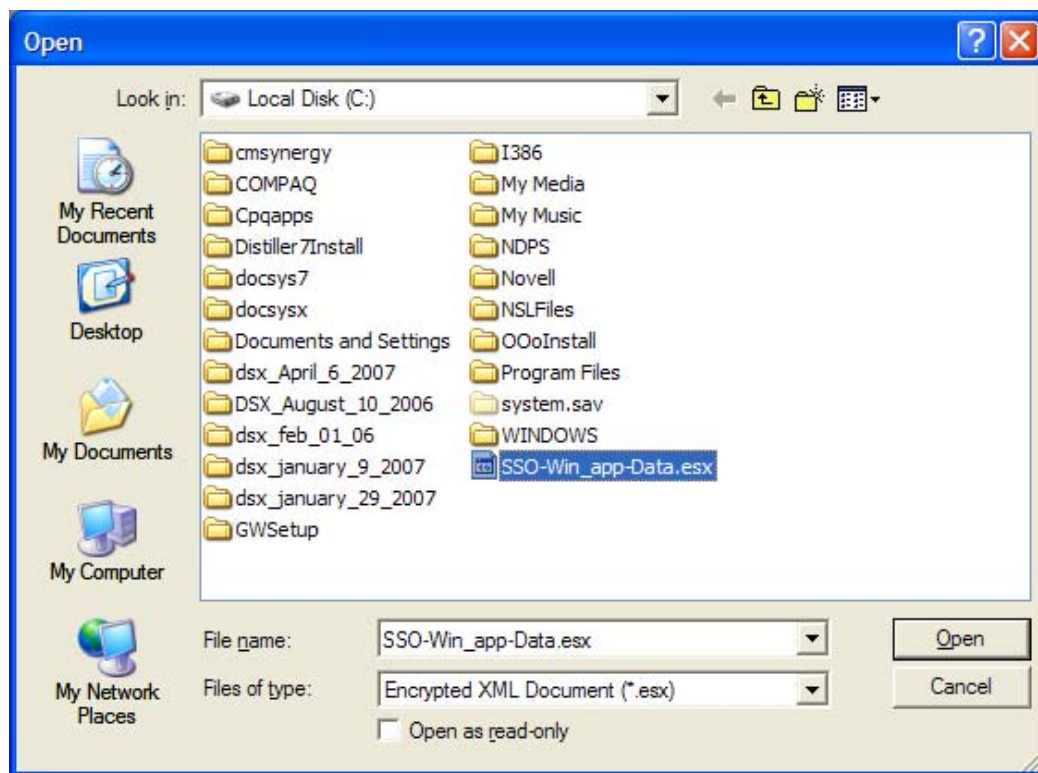 Open
Look in:
Local Disk (C:)
My Recent
Documents
Desktop
My Documents
My Computer
My Network
Places
cmsynergy
COMPAQ
Cpqapps
Distiller7Install
docsys7
docsysx
Documents and Settings
dsx_April_6_2007
DSX_August_10_2006
dsx_feb_01_06
dsx_january_9_2007
dsx_january_29_2007
GWSetup
I386
My Media
My Music
NDPS
Novell
NSLFiles
OOoInstall
Program Files
system.sav
WINDOWS
SSO-Win_app-Data.esx
File name:
SSO-Win_app-Data.esx
Open
Files of type:
Encrypted XML Document (*.esx)
Cancel
Open as read-only